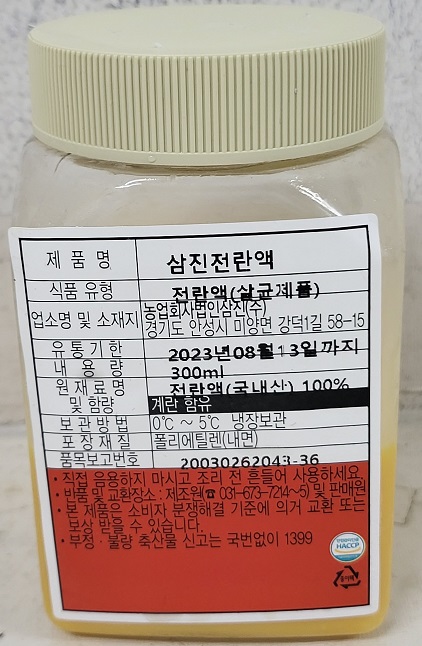 제 품 명 삼진전란액
식품 유형 전란액(살균제품)
업소명 및 소재지 농업회사법인삼진(주)
경기도 안성시 미양면 강덕1길 58-15
유 통 기 한 2023년08월13일까지
내 용 량 300ml
원 재 료 명 전란액(국내산) 100%
및 함량 계란 함유
보 관 방 법 0℃ ~ 5℃ 냉장보관
포 장 재 질 폴리에틸렌(내면)
품목보고번호 20030262043-36
· 직접 음용하지 마시고 조리 전 흔들어 사용하세요.
· 반품 및 교환장소 : 제조원(☎ 031-673-7214~5) 및 판매원
· 본 제품은 소비자 분쟁해결 기준에 의거 교환 또는
보상 받을 수 있습니다.
· 부정 · 불량 축산물 신고는 국번없이 1399
HACCP